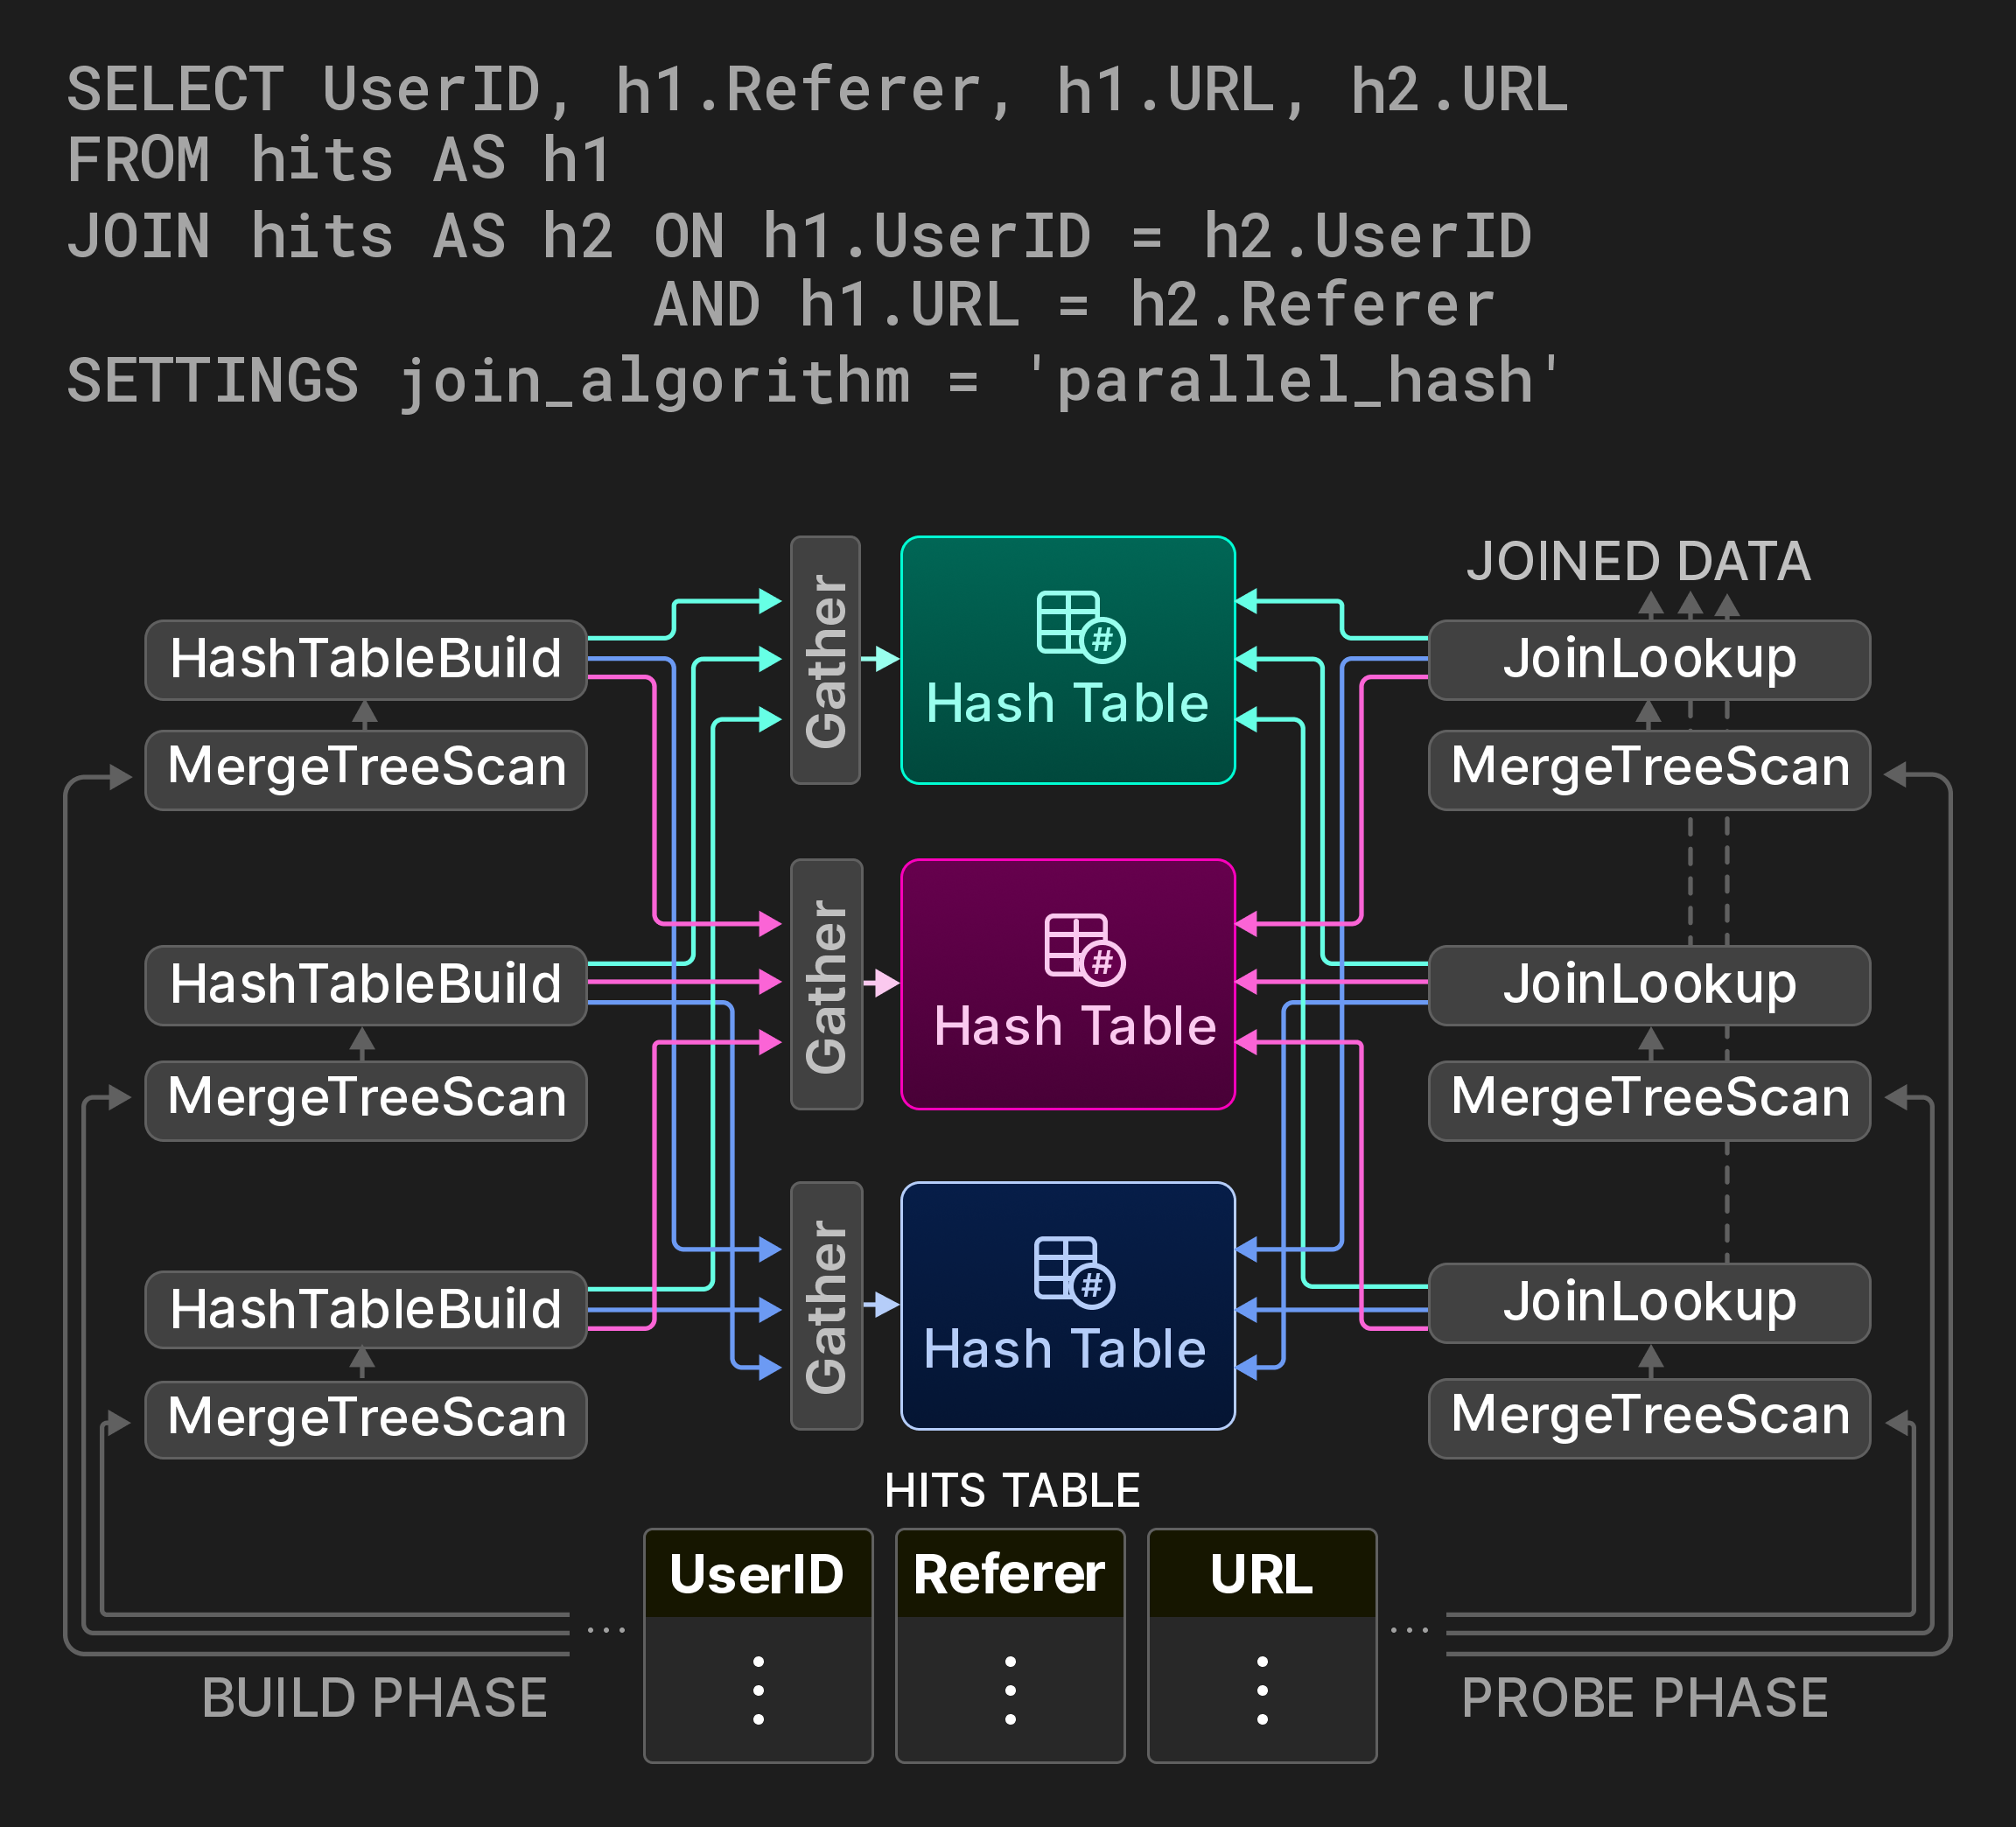 SELECT UserID, h1.Referer, h1.URL, h2.URL
FROM hits AS h1
JOIN hits AS h2 ON h1.UserID = h2.UserID
AND h1.URL = h2.Referer
SETTINGS join_algorithm = 'parallel_hash'
JOINED DATA
HashTableBuild
MergeTreeScan
Gather
#
Hash Table
JoinLookup
MergeTreeScan
HashTableBuild
MergeTreeScan
Gather
#
Hash Table
JoinLookup
MergeTreeScan
HashTableBuild
MergeTreeScan
Gather
#
Hash Table
JoinLookup
MergeTreeScan
HITS TABLE
UserID
Referer
URL
...
...
BUILD PHASE
PROBE PHASE